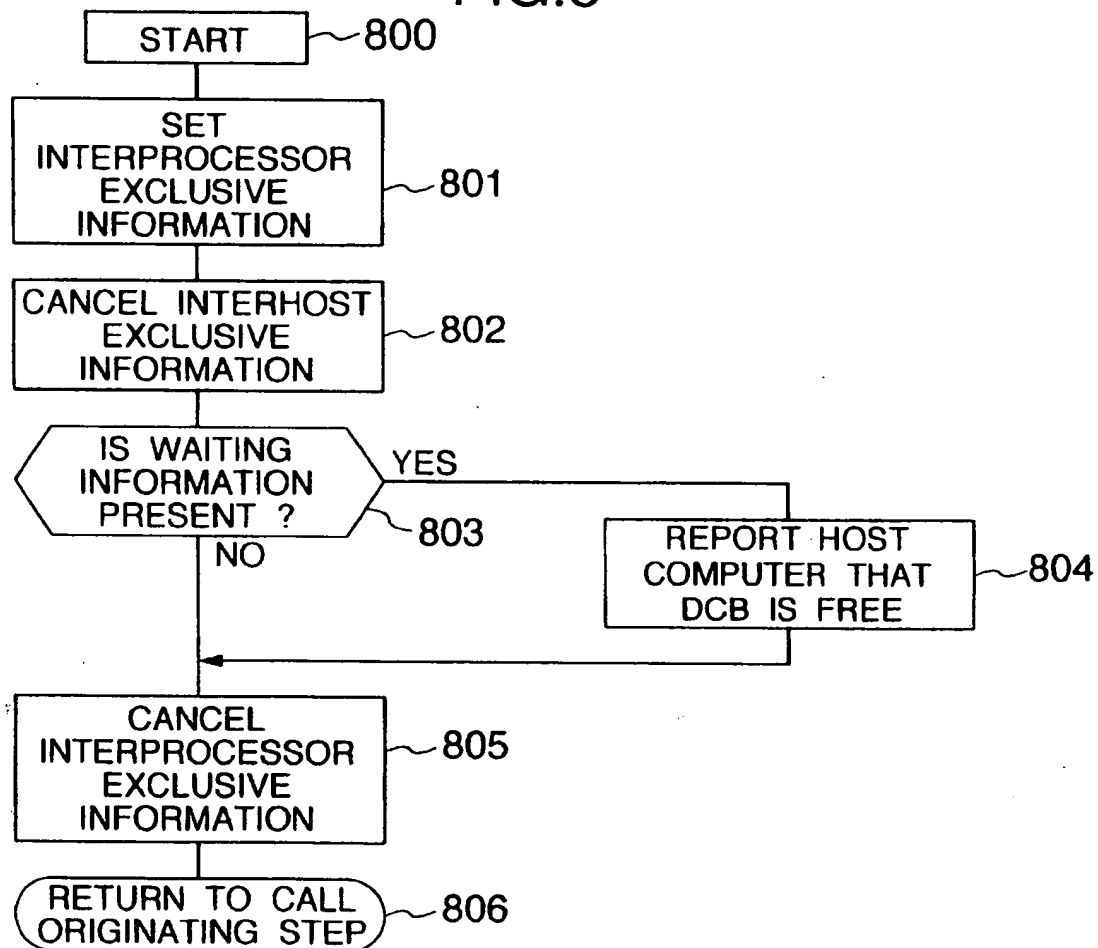 START
800
SET
INTERPROCESSOR
EXCLUSIVE
INFORMATION
801
CANCEL INTERHOST
EXCLUSIVE
INFORMATION
802
IS WAITING
INFORMATION
PRESENT ?
YES
803
NO
REPORT HOST
COMPUTER THAT
DCB IS FREE
804
CANCEL
INTERPROCESSOR
EXCLUSIVE
INFORMATION
805
RETURN TO CALL
ORIGINATING STEP
806